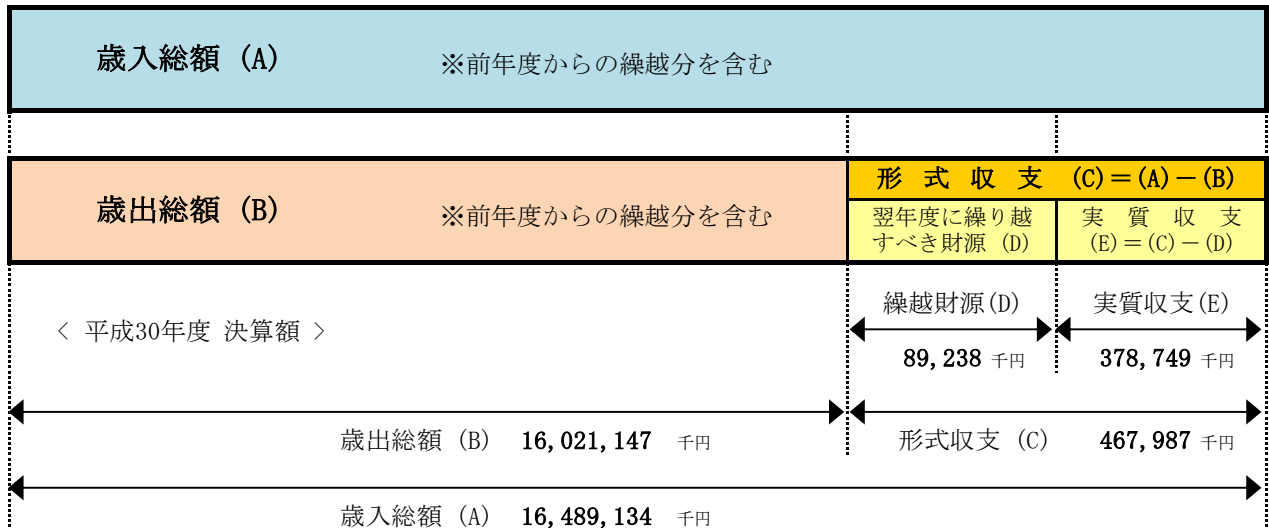 歳入総額 (A) ※前年度からの繰越分を含む
歳出総額 (B) ※前年度からの繰越分を含む
形式収支 (C)＝(A)－(B)
翌年度に繰り越
すべき財源 (D)
実質収支
(E)＝(C)－(D)
< 平成30年度 決算額 >
繰越財源(D) 実質収支(E)
89,238 千円 378,749 千円
歳出総額 (B) 16,021,147 千円 形式収支 (C) 467,987 千円
歳入総額 (A) 16,489,134 千円